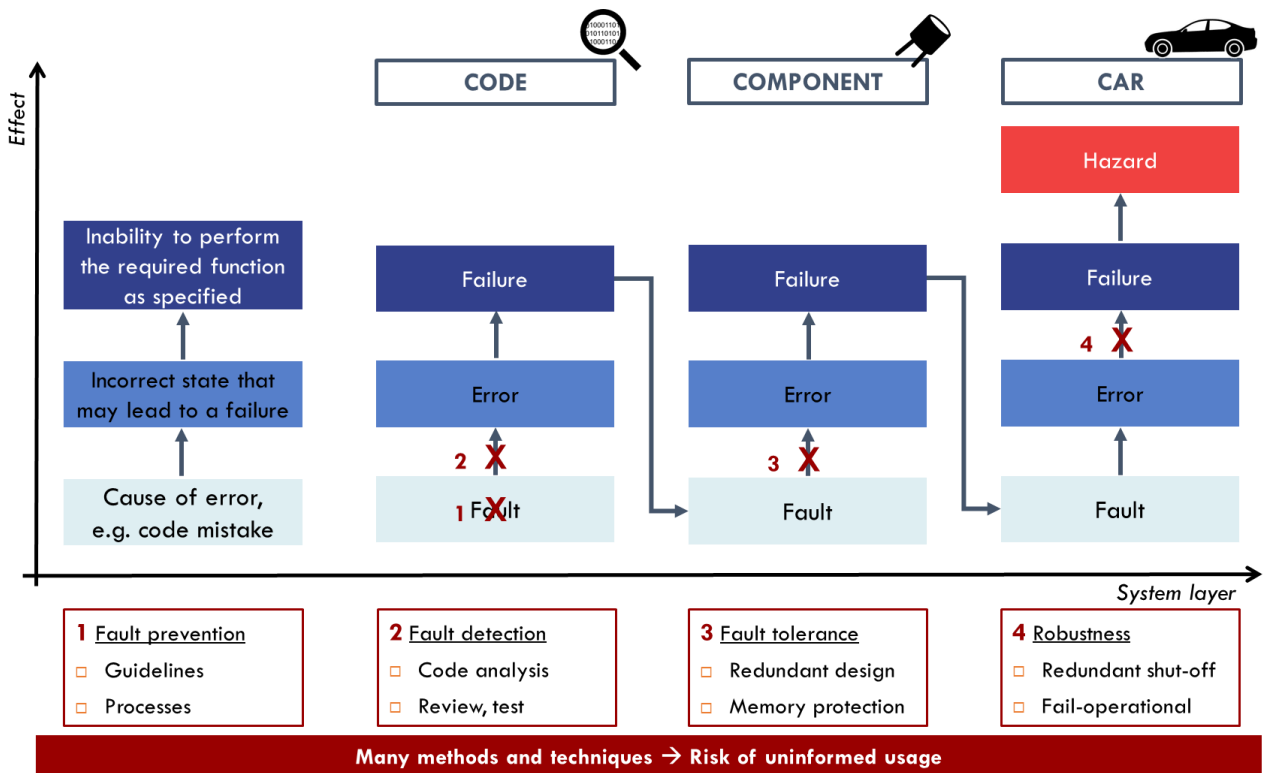 10001101
010110101
10001101
CODE
COMPONENT
CAR
Effect
Hazard
Inability to perform
the required function
as specified
Failure
Failure
Failure
4 X
Incorrect state that
may lead to a failure
Error
Error
Error
2 X
3 X
Cause of error,
e.g. code mistake
1 Fault
X
Fault
Fault
System layer
1 Fault prevention
Guidelines
Processes
2 Fault detection
Code analysis
Review, test
3 Fault tolerance
Redundant design
Memory protection
4 Robustness
Redundant shut-off
Fail-operational
Many methods and techniques → Risk of uninformed usage